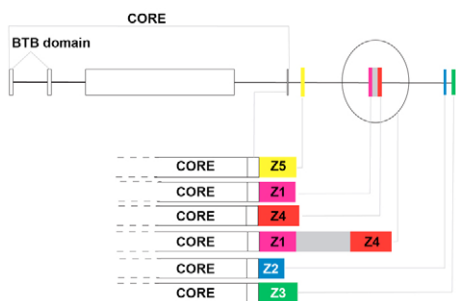 CORE
BTB domain
CORE Z5
CORE Z1
CORE Z4
CORE Z1 Z4
CORE Z2
CORE Z3